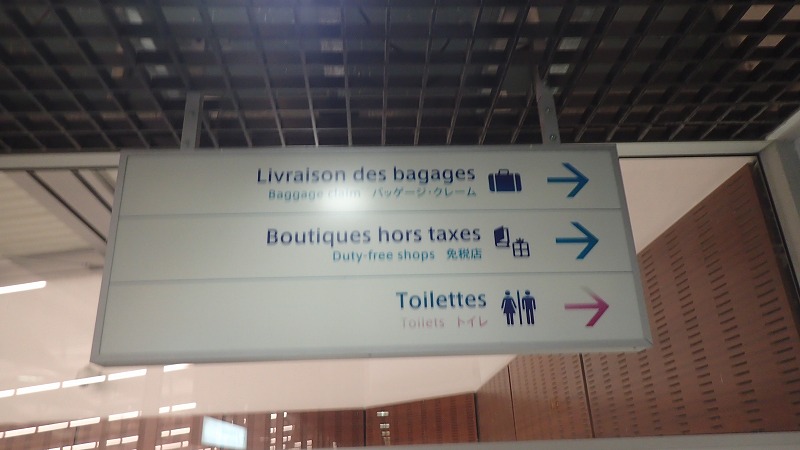 Livraison des bagages
Baggage claim バッゲージ・クレーム
Boutiques hors taxes
Duty-free shops 免税店
Toilettes
Toilets トイレ